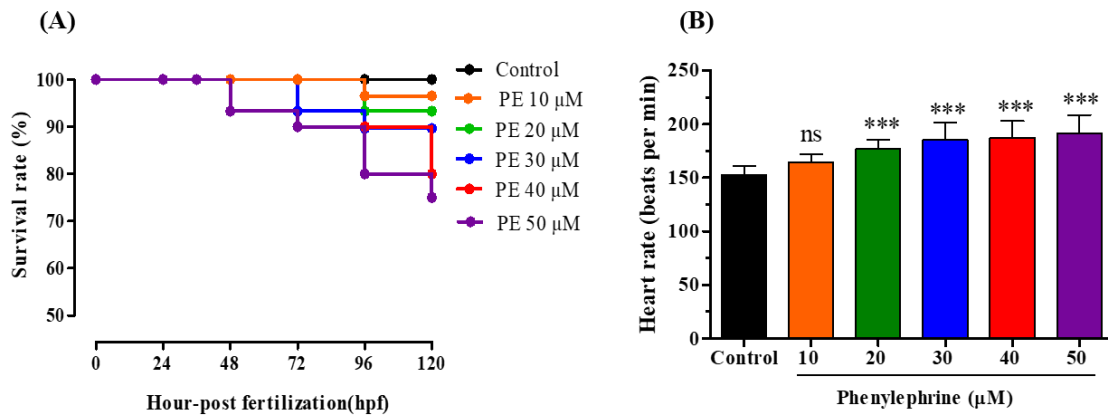 (A)
Survival rate (%)
100
90
80
70
60
50
0 24 48 72 96 120
Hour-post fertilization(hpf)
Control
PE 10 μM
PE 20 μM
PE 30 μM
PE 40 μM
PE 50 μM
(B)
Heart rate (beats per min)
250
200
150
100
50
0
ns *** *** *** ***
Control 10 20 30 40 50
Phenylephrine (μM)